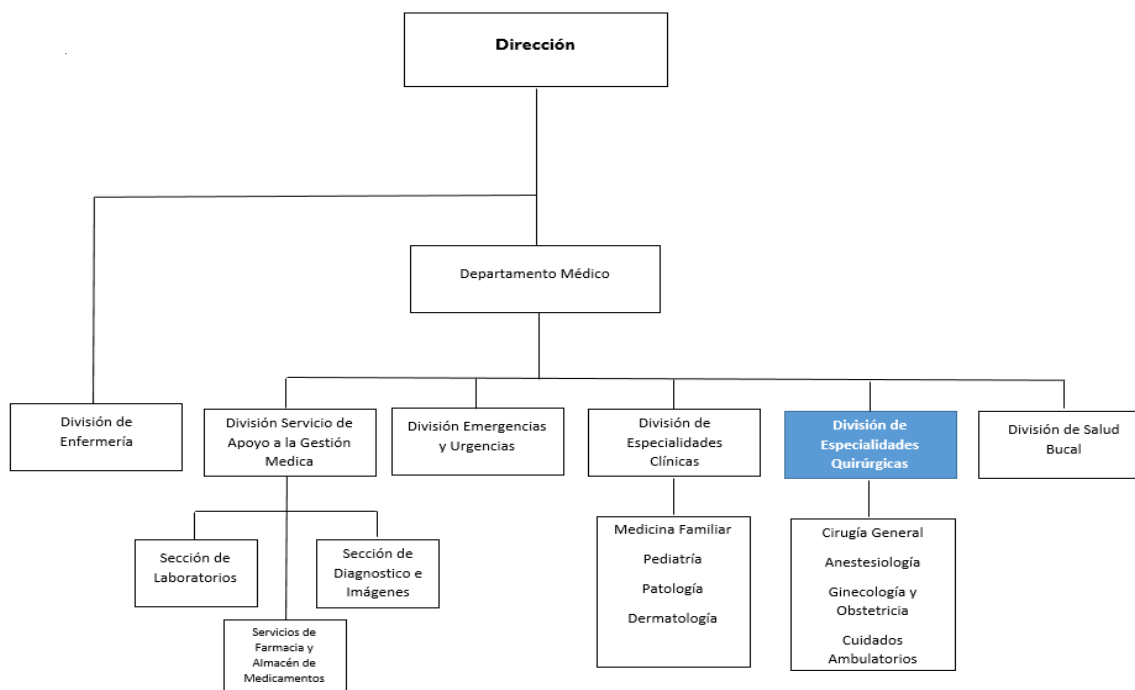 Dirección
Departamento Médico
División de
Enfermería
División Servicio de
Apoyo a la Gestión
Medica
División Emergencias
y Urgencias
División de
Especialidades
Clínicas
División de
Especialidades
Quirúrgicas
División de Salud
Bucal
Sección de
Laboratorios
Sección de
Diagnostico e
Imágenes
Servicios de
Farmacia y
Almacén de
Medicamentos
Medicina Familiar
Pediatría
Patología
Dermatología
Cirugía General
Anestesiología
Ginecología y
Obstetricia
Cuidados
Ambulatorios